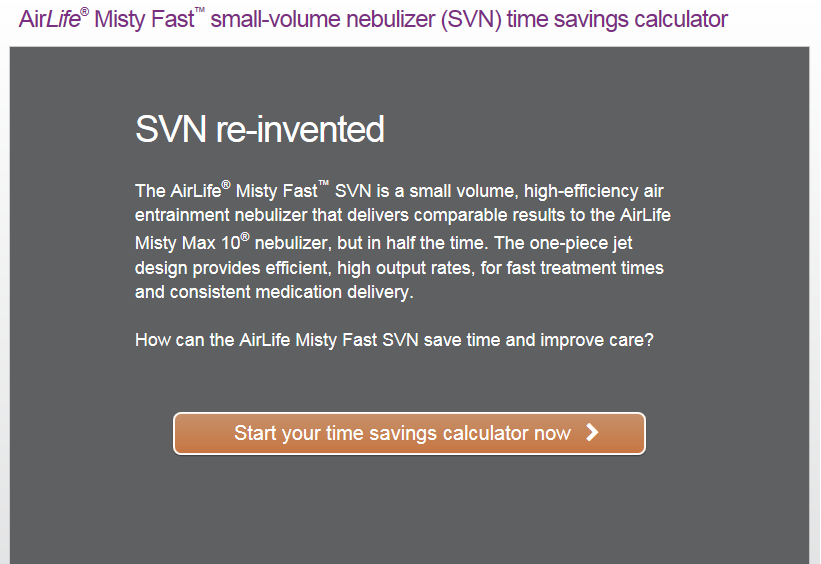 AirLife® Misty Fast™ small-volume nebulizer (SVN) time savings calculator
SVN re-invented
The AirLife® Misty Fast™ SVN is a small volume, high-efficiency air
entrainment nebulizer that delivers comparable results to the AirLife
Misty Max 10® nebulizer, but in half the time. The one-piece jet
design provides efficient, high output rates, for fast treatment times
and consistent medication delivery.
How can the AirLife Misty Fast SVN save time and improve care?
Start your time savings calculator now